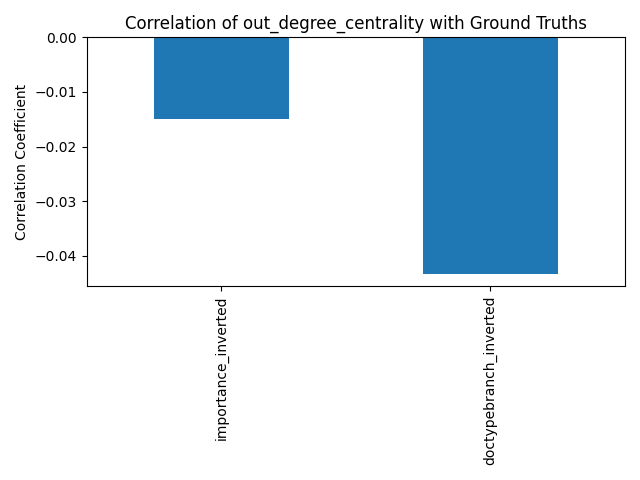 Correlation of out_degree_centrality with Ground Truths
Correlation Coefficient
0.00
−0.01
−0.02
−0.03
−0.04
importance_inverted
doctypebranch_inverted